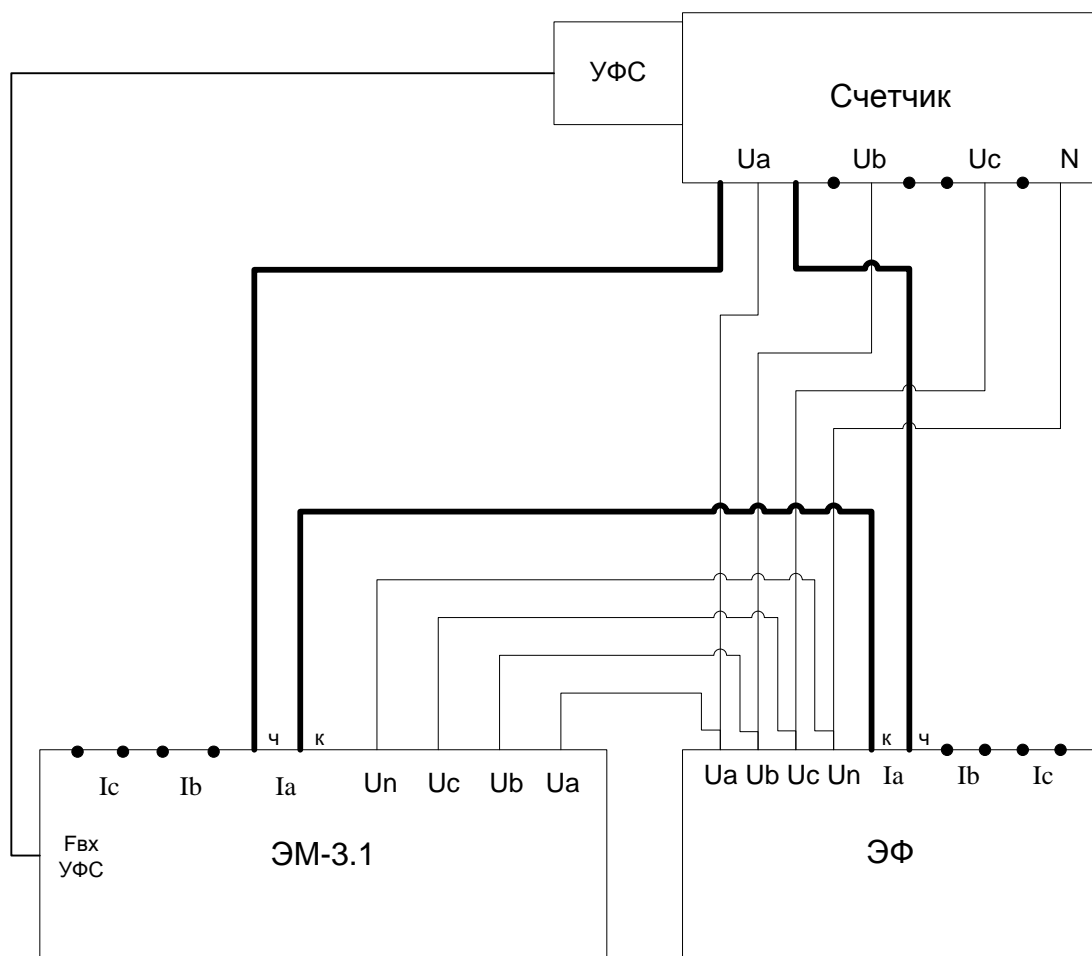 УФС
Счетчик
Ua Ub Uc N
ч к
к ч
Ic Ib Ia Un Uc Ub Ua
Ua Ub Uc Un Ia Ib Ic
Fвх
УФС
ЭМ-3.1
ЭФ